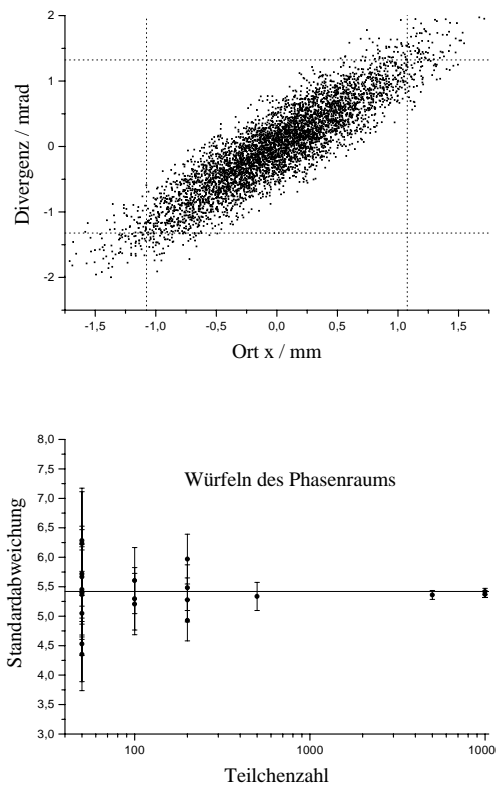 2
1
0
-1
-2
Divergenz / mrad
-1,5 -1,0 -0,5 0,0 0,5 1,0 1,5
Ort x / mm
8,0
7,5
7,0
6,5
6,0
5,5
5,0
4,5
4,0
3,5
3,0
Standardabweichung
Würfeln des Phasenraums
100 1000 10000
Teilchenzahl